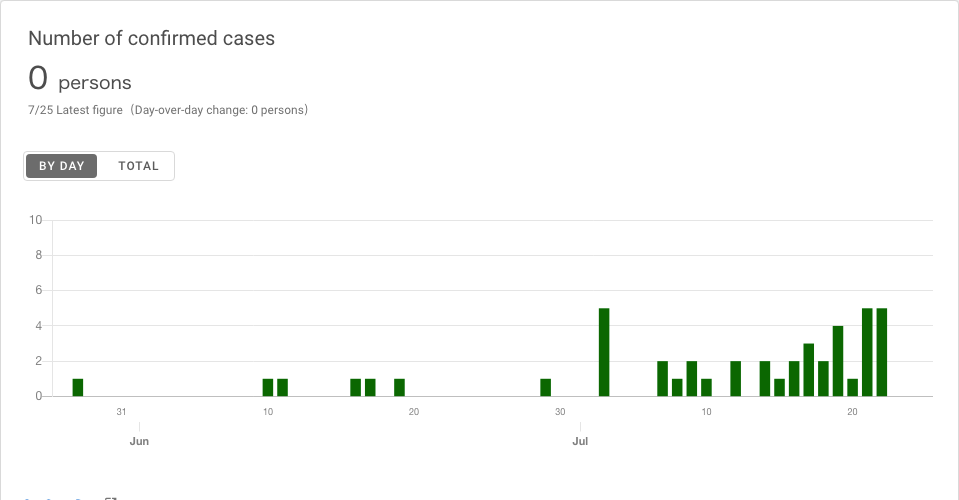 Number of confirmed cases
0 persons
7/25 Latest figure（Day-over-day change: 0 persons）
BY DAY TOTAL
10
8
6
4
2
0
31 10 20 30 10 20
Jun Jul